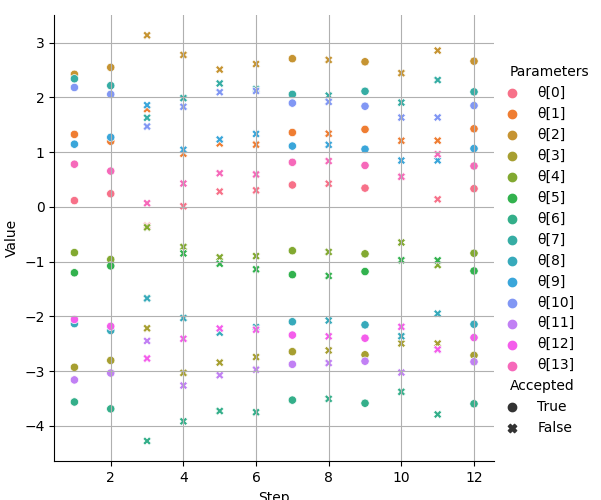 3
2
1
0
−1
−2
−3
−4
Value
2
4
6
8
10
12
Step
Parameters
θ[0]
θ[1]
θ[2]
θ[3]
θ[4]
θ[5]
θ[6]
θ[7]
θ[8]
θ[9]
θ[10]
θ[11]
θ[12]
θ[13]
Accepted
True
False